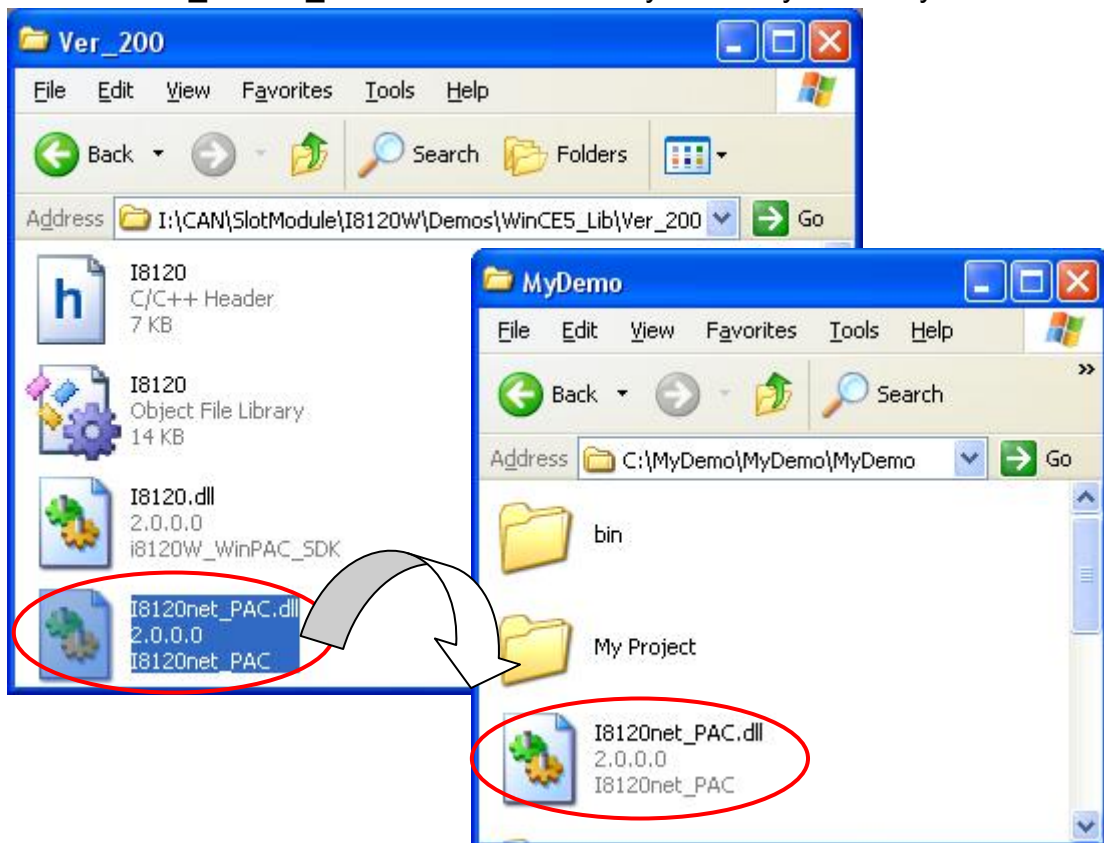 Ver_200
File Edit View Favorites Tools Help
Back Search Folders
Address I:\CAN\SlotModule\I8120W\Demos\WinCE5_Lib\Ver_200 Go
I8120
C/C++ Header
7 KB
I8120
Object File Library
14 KB
I8120.dll
2.0.0.0
i8120W_WinPAC_SDK
I8120net_PAC.dll
2.0.0.0
I8120net_PAC
MyDemo
File Edit View Favorites Tools Help
»
Back Search
Address C:\MyDemo\MyDemo\MyDemo Go
bin
My Project
I8120net_PAC.dll
2.0.0.0
I8120net_PAC